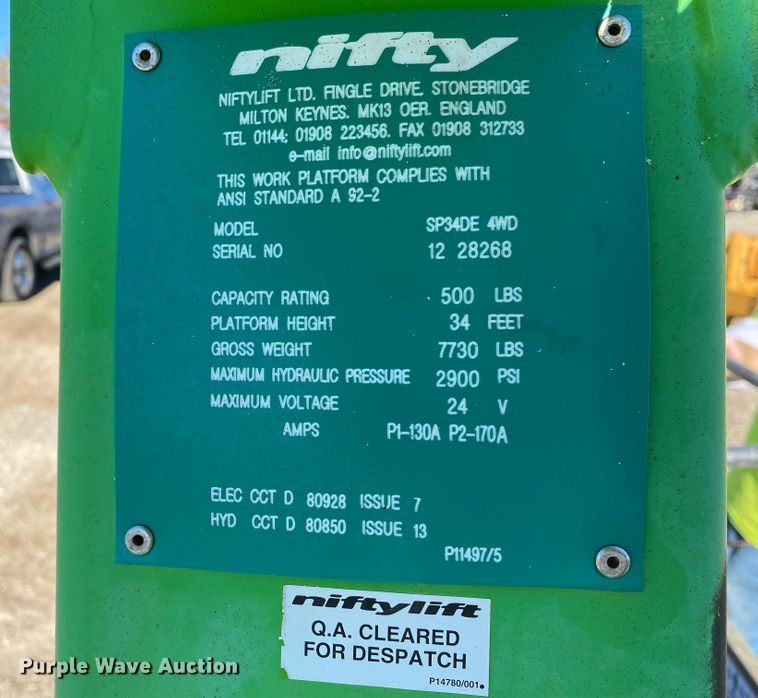 nifty
NIFTYLIFT LTD. FINGLE DRIVE. STONEBRIDGE
MILTON KEYNES. MK13 OER. ENGLAND
TEL 01144; 01908 223456. FAX 01908 312733
e-mail info@niftylift.com
THIS WORK PLATFORM COMPLIES WITH
ANSI STANDARD A 92-2
MODEL SP34DE 4WD
SERIAL NO 12 28268
CAPACITY RATING 500 LBS
PLATFORM HEIGHT 34 FEET
GROSS WEIGHT 7730 LBS
MAXIMUM HYDRAULIC PRESSURE 2900 PSI
MAXIMUM VOLTAGE 24 V
AMPS P1-130A P2-170A
ELEC CCT D 80928 ISSUE 7
HYD CCT D 80850 ISSUE 13
P11497/5
niftylift
Q.A. CLEARED
FOR DESPATCH
P14780/001
Purple Wave Auction